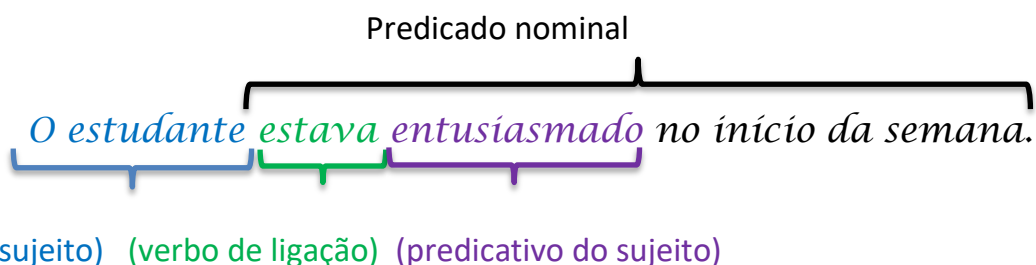 Predicado nominal
O estudante estava entusiasmado no início da semana.
sujeito) (verbo de ligação) (predicativo do sujeito)